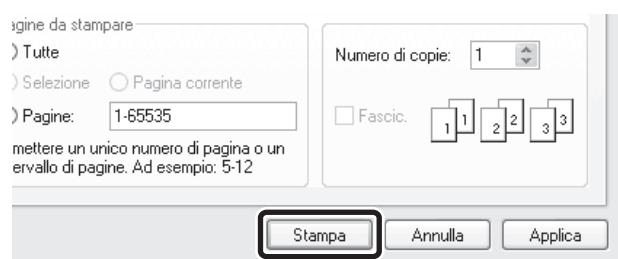 agine da stampare
Tutte
Selezione Pagina corrente
Pagine: 1-65535
mettere un unico numero di pagina o un
ervallo di pagine. Ad esempio: 5-12
Numero di copie: 1
Fascic.
1 1 2 2 3 3
Stampa Annulla Applica